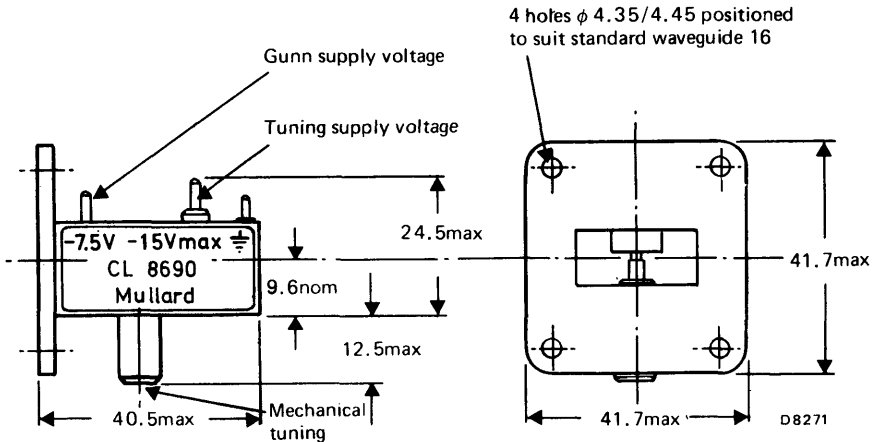 4 holes ϕ 4.35/4.45 positioned
to suit standard waveguide 16
Gunn supply voltage
Tuning supply voltage
-7.5V -15Vmax
CL 8690
Mullard
24.5max
9.6nom
12.5max
41.7max
40.5max
Mechanical
tuning
41.7max
D8271